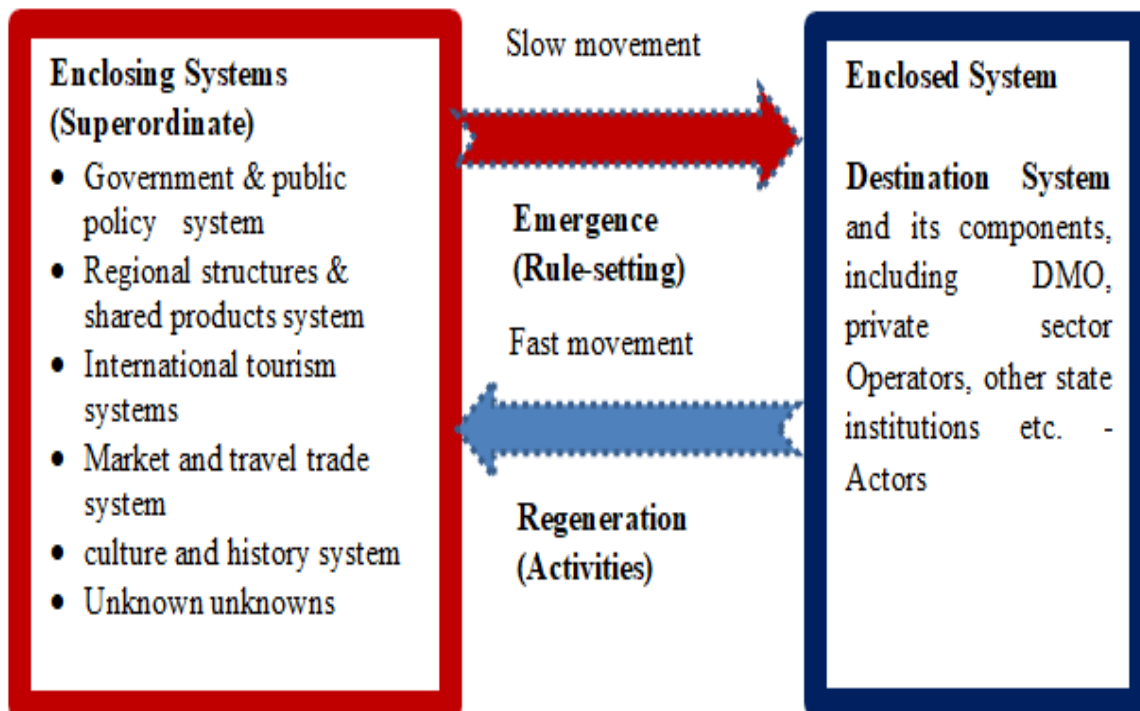 Enclosing Systems
(Superordinate)
• Government & public
policy system
• Regional structures &
shared products system
• International tourism
systems
• Market and travel trade
system
• culture and history system
• Unknown unknowns
Slow movement
Emergence
(Rule-setting)
Fast movement
Regeneration
(Activities)
Enclosed System
Destination System
and its components,
including DMO,
private sector
Operators, other state
institutions etc. -
Actors